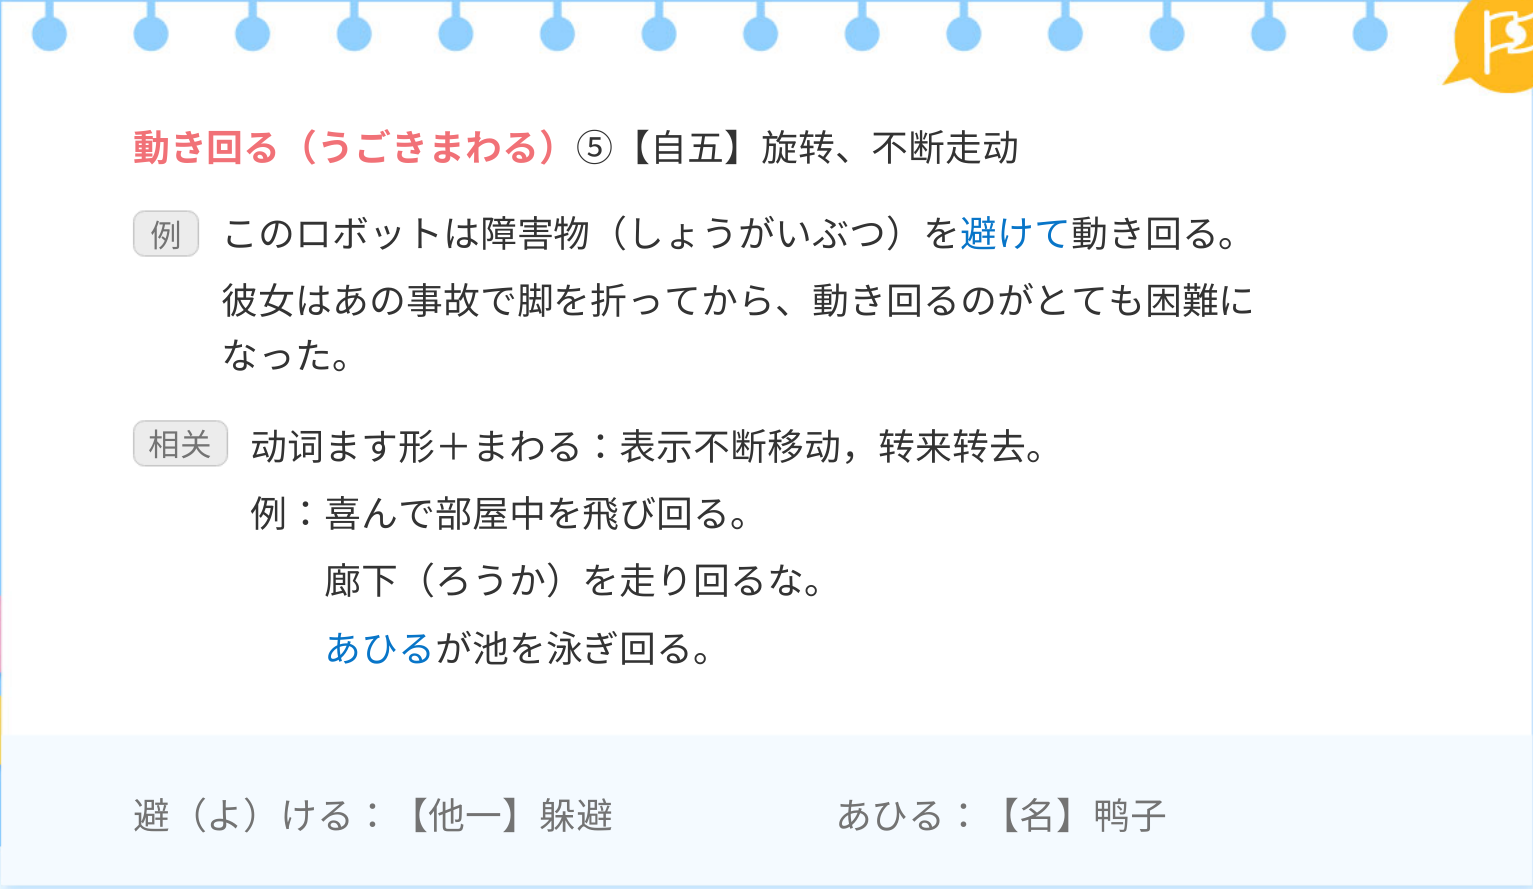 動き回る（うごきまわる）⑤【自五】旋转、不断走动
例 このロボットは障害物（しょうがいぶつ）を避けて動き回る。
彼女はあの事故で脚を折ってから、動き回るのがとても困難に
なった。
相关 动词ます形＋まわる：表示不断移动，转来转去。
例：喜んで部屋中を飛び回る。
廊下（ろうか）を走り回るな。
あひるが池を泳ぎ回る。
避（よ）ける：【他一】躲避 あひる：【名】鸭子